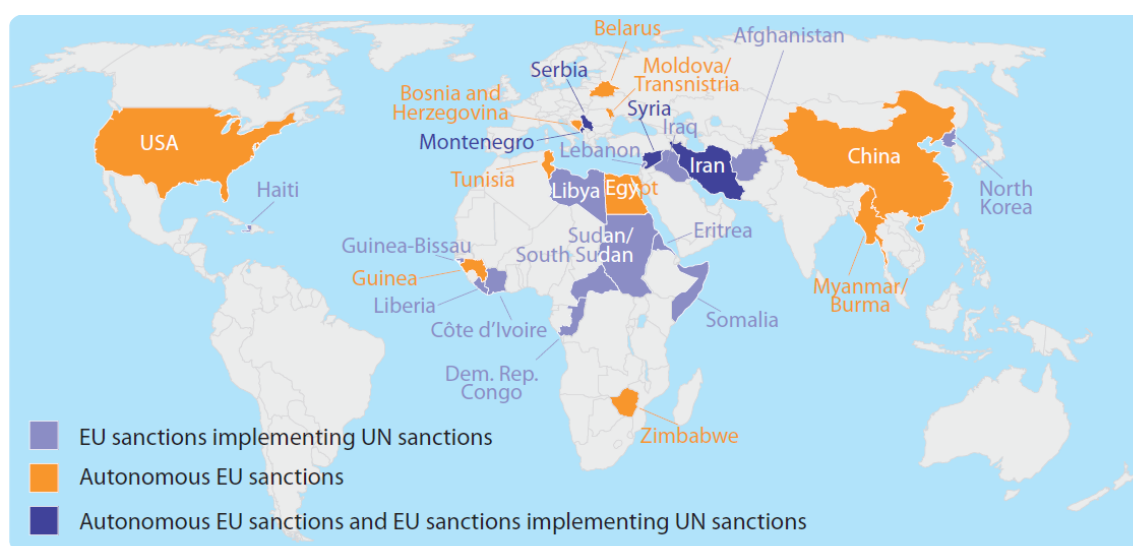 Belarus
Afghanistan
Serbia
Moldova/
Transnistria
Bosnia and
Herzegovina
Syria
Iraq
USA
Montenegro
Lebanon
Iran
China
Tunisia
Haiti
Libya
Egypt
North
Korea
Guinea-Bissau
Sudan/
South Sudan
Eritrea
Guinea
Myanmar/
Burma
Liberia
Côte d'Ivoire
Somalia
Dem. Rep.
Congo
Zimbabwe
EU sanctions implementing UN sanctions
Autonomous EU sanctions
Autonomous EU sanctions and EU sanctions implementing UN sanctions